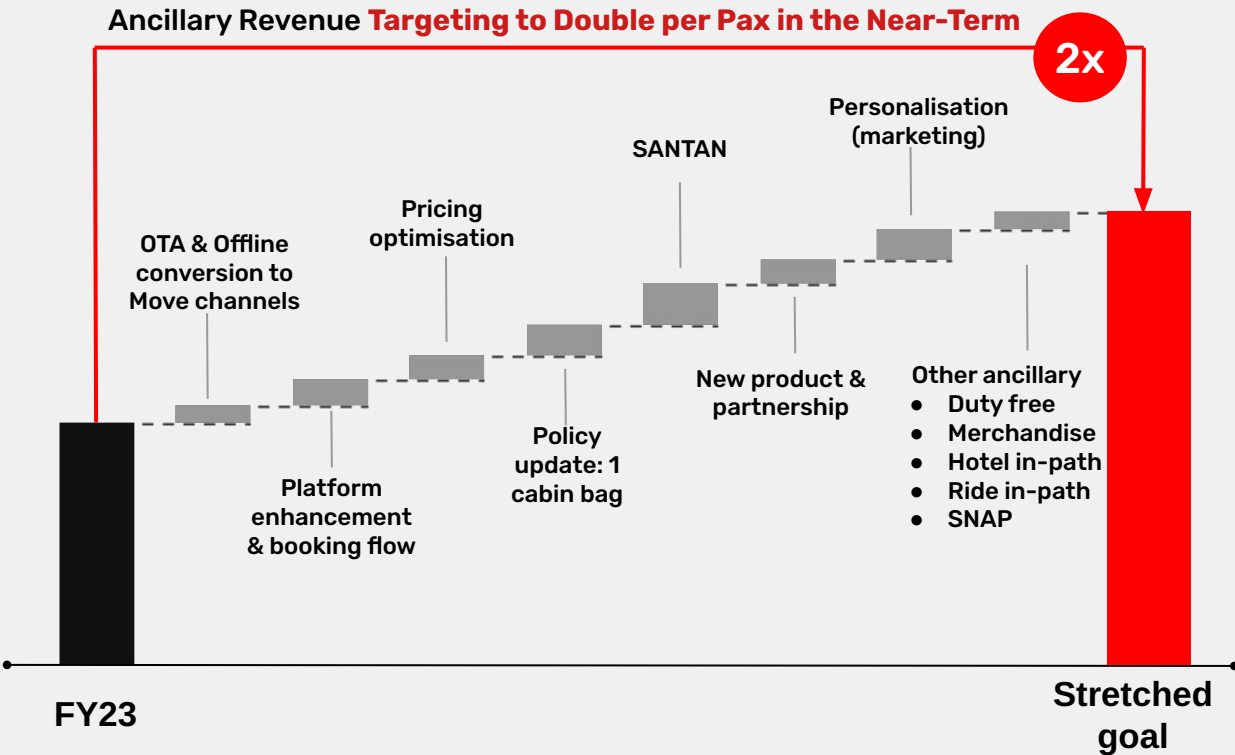 Ancillary Revenue Targeting to Double per Pax in the Near-Term
2x
Personalisation
(marketing)
SANTAN
Pricing
optimisation
OTA & Offline
conversion to
Move channels
New product &
partnership
Other ancillary
● Duty free
● Merchandise
● Hotel in-path
● Ride in-path
● SNAP
Policy
update: 1
cabin bag
Platform
enhancement
& booking flow
FY23
Stretched
goal